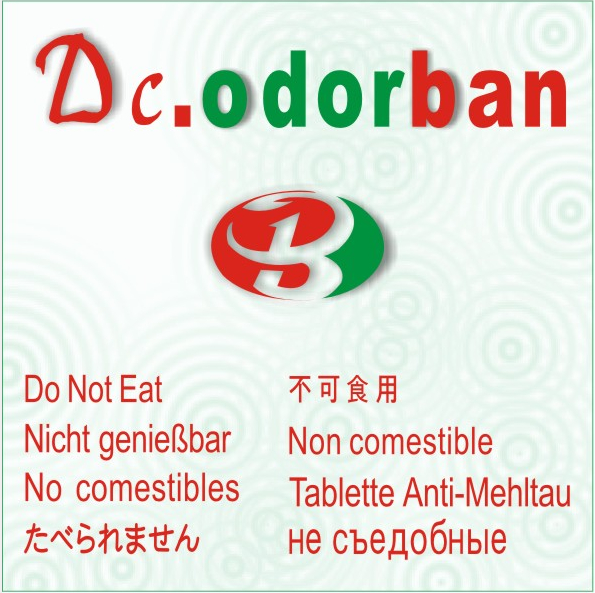 Dc.odorban
B
Do Not Eat
不可食用
Nicht genießbar
Non comestible
No comestibles
Tablette Anti-Mehltau
たべられません
не съедобные